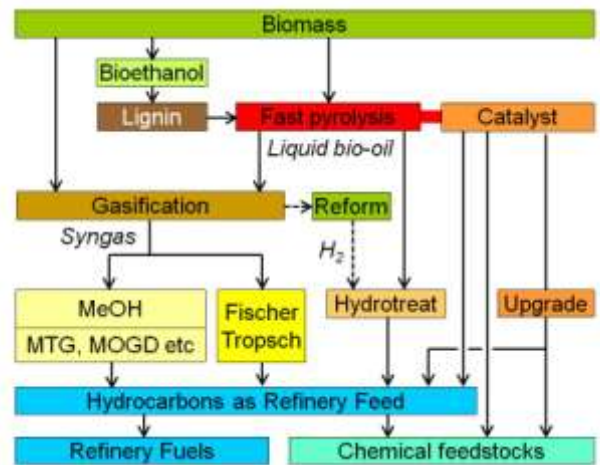 Biomass
Bioethanol
Lignin
Fast pyrolysis
Catalyst
Liquid bio-oil
Gasification
Reform
Syngas
H2
MeOH
MTG, MOGD etc
Fischer
Tropsch
Hydrotreat
Upgrade
Hydrocarbons as Refinery Feed
Refinery Fuels
Chemical feedstocks